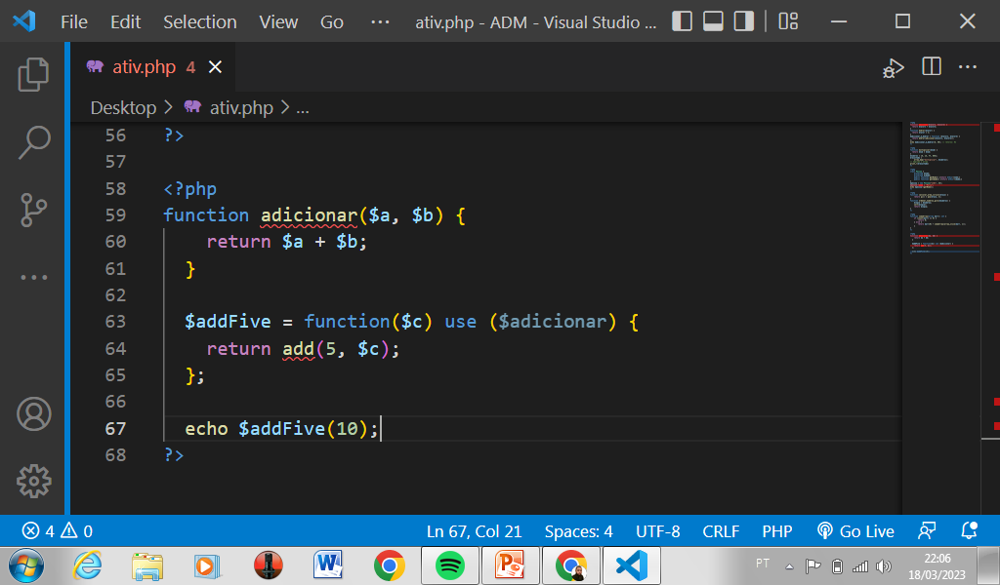 File Edit Selection View Go ··· ativ.php - ADM - Visual Studio ...
ativ.php 4
Desktop > ativ.php > ...
56 ?>
57
58 <?php
59 function adicionar($a, $b) {
60 return $a + $b;
61 }
62
63 $addFive = function($c) use ($adicionar) {
64 return add(5, $c);
65 };
66
67 echo $addFive(10);
68 ?>
4 0 Ln 67, Col 21 Spaces: 4 UTF-8 CRLF PHP Go Live
PT 22:06
18/03/2023